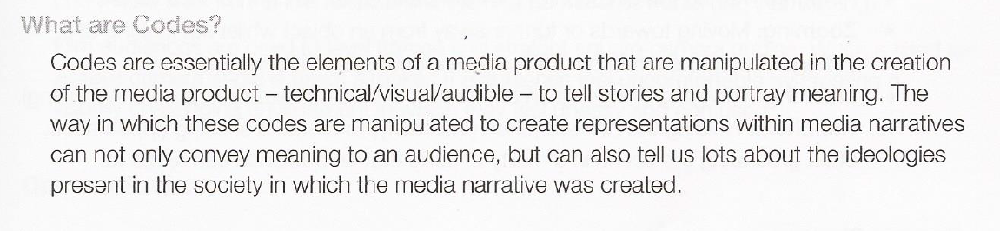 What are Codes?
Codes are essentially the elements of a media product that are manipulated in the creation
of the media product – technical/visual/audible – to tell stories and portray meaning. The
way in which these codes are manipulated to create representations within media narratives
can not only convey meaning to an audience, but can also tell us lots about the ideologies
present in the society in which the media narrative was created.